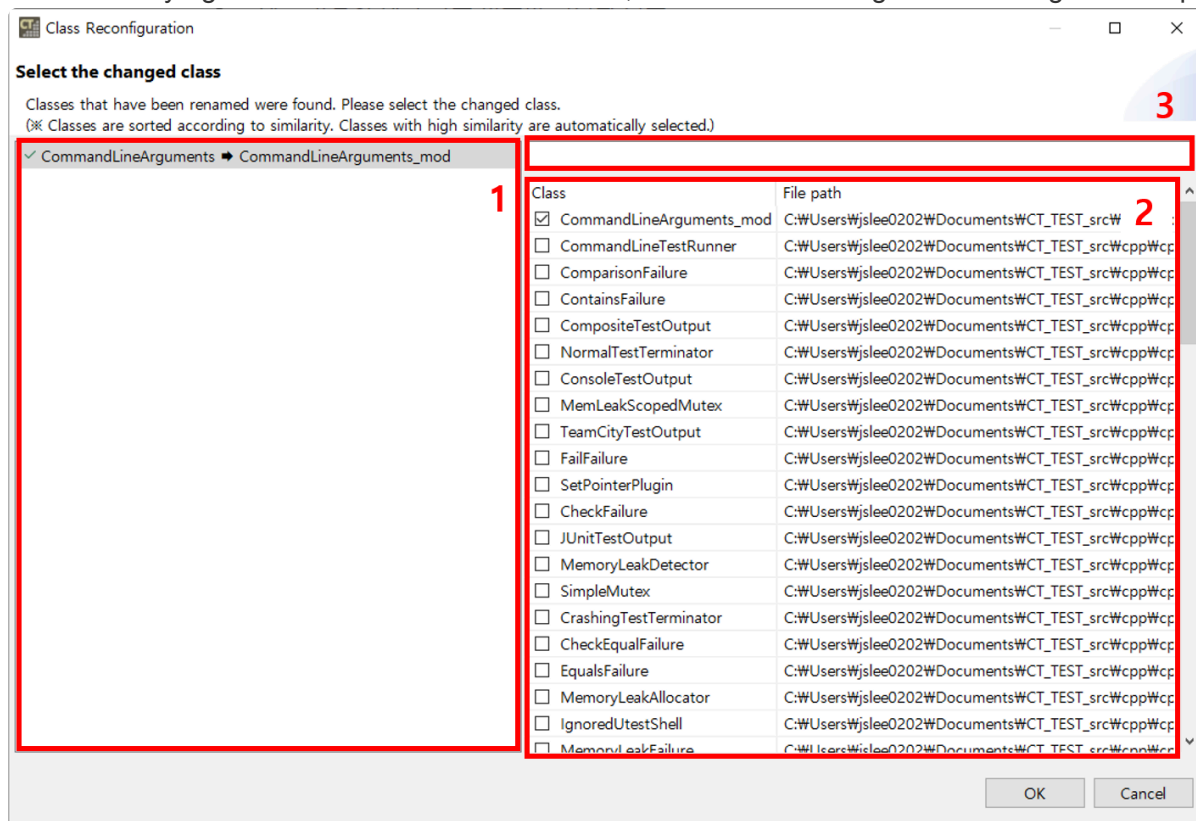 Class Reconfiguration
Select the changed class
Classes that have been renamed were found. Please select the changed class.
(※ Classes are sorted according to similarity. Classes with high similarity are automatically selected.)
3
CommandLineArguments ➡ CommandLineArguments_mod
1
Class File path
2
CommandLineArguments_mod C:₩Users₩jslee0202₩Documents₩CT_TEST_src₩
CommandLineTestRunner C:₩Users₩jslee0202₩Documents₩CT_TEST_src₩cpp₩cp
ComparisonFailure C:₩Users₩jslee0202₩Documents₩CT_TEST_src₩cpp₩cp
ContainsFailure C:₩Users₩jslee0202₩Documents₩CT_TEST_src₩cpp₩cp
CompositeTestOutput C:₩Users₩jslee0202₩Documents₩CT_TEST_src₩cpp₩cp
NormalTestTerminator C:₩Users₩jslee0202₩Documents₩CT_TEST_src₩cpp₩cp
ConsoleTestOutput C:₩Users₩jslee0202₩Documents₩CT_TEST_src₩cpp₩cp
MemLeakScopedMutex C:₩Users₩jslee0202₩Documents₩CT_TEST_src₩cpp₩cp
TeamCityTestOutput C:₩Users₩jslee0202₩Documents₩CT_TEST_src₩cpp₩cp
FailFailure C:₩Users₩jslee0202₩Documents₩CT_TEST_src₩cpp₩cp
SetPointerPlugin C:₩Users₩jslee0202₩Documents₩CT_TEST_src₩cpp₩cp
CheckFailure C:₩Users₩jslee0202₩Documents₩CT_TEST_src₩cpp₩cp
JUnitTestOutput C:₩Users₩jslee0202₩Documents₩CT_TEST_src₩cpp₩cp
MemoryLeakDetector C:₩Users₩jslee0202₩Documents₩CT_TEST_src₩cpp₩cp
SimpleMutex C:₩Users₩jslee0202₩Documents₩CT_TEST_src₩cpp₩cp
CrashingTestTerminator C:₩Users₩jslee0202₩Documents₩CT_TEST_src₩cpp₩cp
CheckEqualFailure C:₩Users₩jslee0202₩Documents₩CT_TEST_src₩cpp₩cp
EqualsFailure C:₩Users₩jslee0202₩Documents₩CT_TEST_src₩cpp₩cp
MemoryLeakAllocator C:₩Users₩jslee0202₩Documents₩CT_TEST_src₩cpp₩cp
IgnoredUtestShell C:₩Users₩jslee0202₩Documents₩CT_TEST_src₩cpp₩cp
MemoryLeakFailure C:₩Users₩jslee0202₩Documents₩CT_TEST_src₩cpp₩cp
OK Cancel